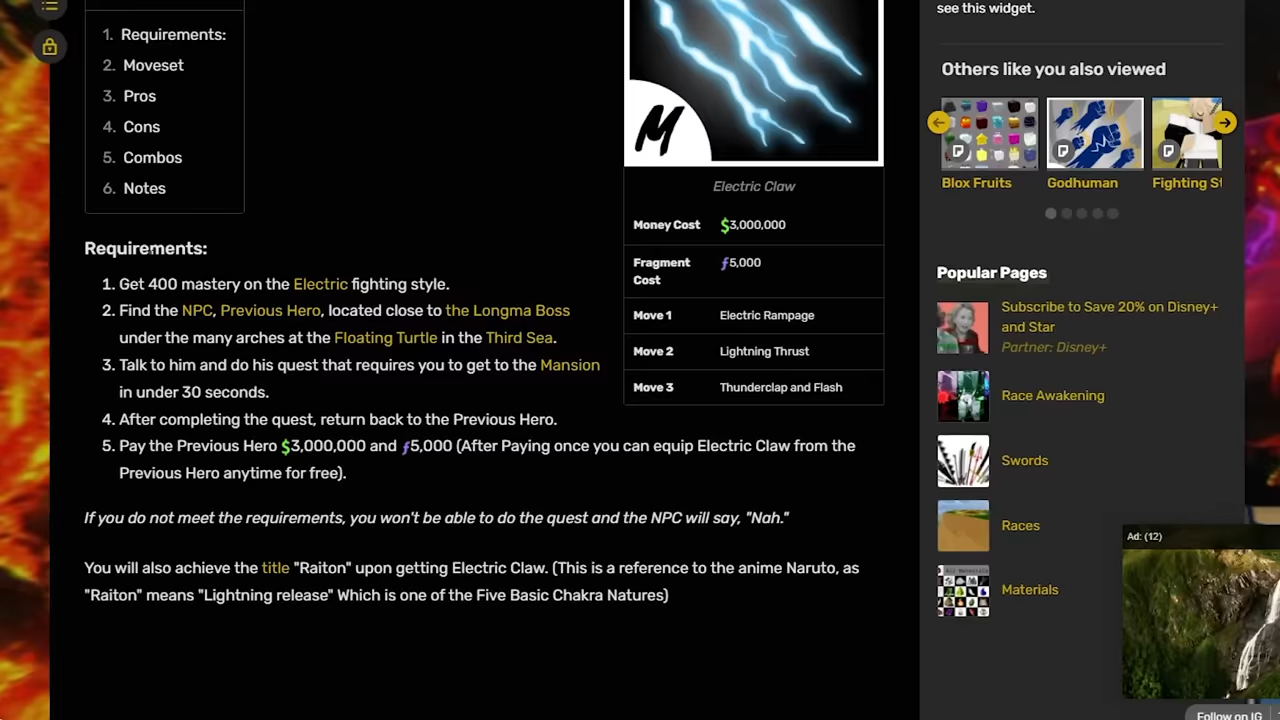 1. Requirements:
2. Moveset
3. Pros
4. Cons
5. Combos
6. Notes
Requirements:
1. Get 400 mastery on the Electric fighting style.
2. Find the NPC, Previous Hero, located close to the Longma Boss
under the many arches at the Floating Turtle in the Third Sea.
3. Talk to him and do his quest that requires you to get to the Mansion
in under 30 seconds.
4. After completing the quest, return back to the Previous Hero.
5. Pay the Previous Hero $3,000,000 and ƒ5,000 (After Paying once you can equip Electric Claw from the
Previous Hero anytime for free).
If you do not meet the requirements, you won't be able to do the quest and the NPC will say, "Nah."
You will also achieve the title "Raiton" upon getting Electric Claw. (This is a reference to the anime Naruto, as
"Raiton" means "Lightning release" Which is one of the Five Basic Chakra Natures)
M
Electric Claw
Money Cost $3,000,000
Fragment
Cost
ƒ5,000
Move 1 Electric Rampage
Move 2 Lightning Thrust
Move 3 Thunderclap and Flash
see this widget.
Others like you also viewed
Blox Fruits
Godhuman
Fighting St
Popular Pages
Subscribe to Save 20% on Disney+
and Star
Partner: Disney+
Race Awakening
Swords
Races
Materials
Ad: (12)
Follow on IG